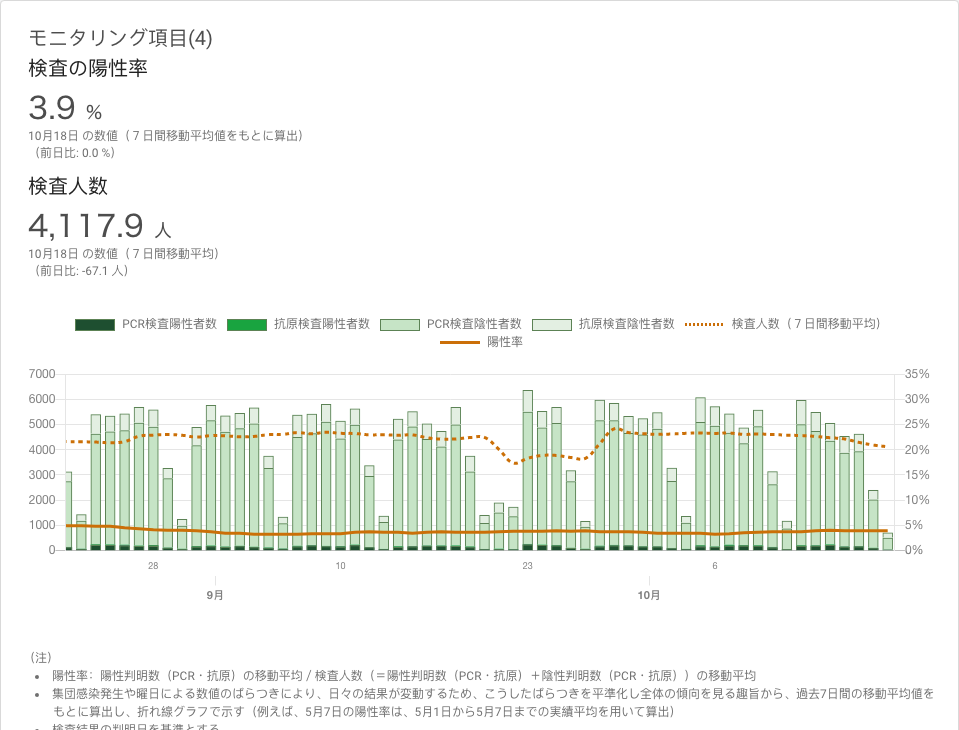 モニタリング項目(4)
検査の陽性率
3.9 %
10月18日 の数値（７日間移動平均値をもとに算出）
（前日比: 0.0 %）
検査人数
4,117.9 人
10月18日 の数値（７日間移動平均）
（前日比: -67.1 人）
PCR検査陽性者数 抗原検査陽性者数 PCR検査陰性者数 抗原検査陰性者数 検査人数（７日間移動平均）
陽性率
7000 35%
6000 30%
5000 25%
4000 20%
3000 15%
2000 10%
1000 5%
0 0%
28 10 23 6
9月 10月
（注）
• 陽性率：陽性判明数（PCR・抗原）の移動平均 / 検査人数（＝陽性判明数（PCR・抗原）＋陰性判明数（PCR・抗原））の移動平均
• 集団感染発生や曜日による数値のばらつきにより、日々の結果が変動するため、こうしたばらつきを平準化し全体の傾向を見る趣旨から、過去7日間の移動平均値を
もとに算出し、折れ線グラフで示す（例えば、5月7日の陽性率は、5月1日から5月7日までの実績平均を用いて算出）
• 検査結果の判明日を基準とする